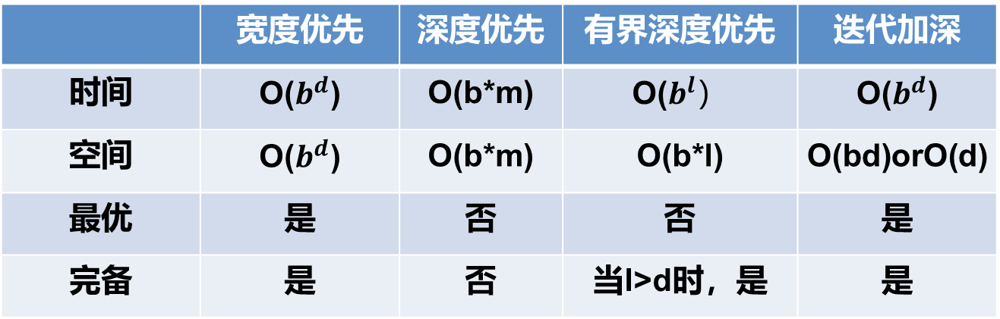 宽度优先 深度优先 有界深度优先 迭代加深
时间 O(b^d) O(b*m) O(b^l) O(b^d)
空间 O(b^d) O(b*m) O(b*l) O(bd)orO(d)
最优 是 否 否 是
完备 是 否 当l>d时，是 是